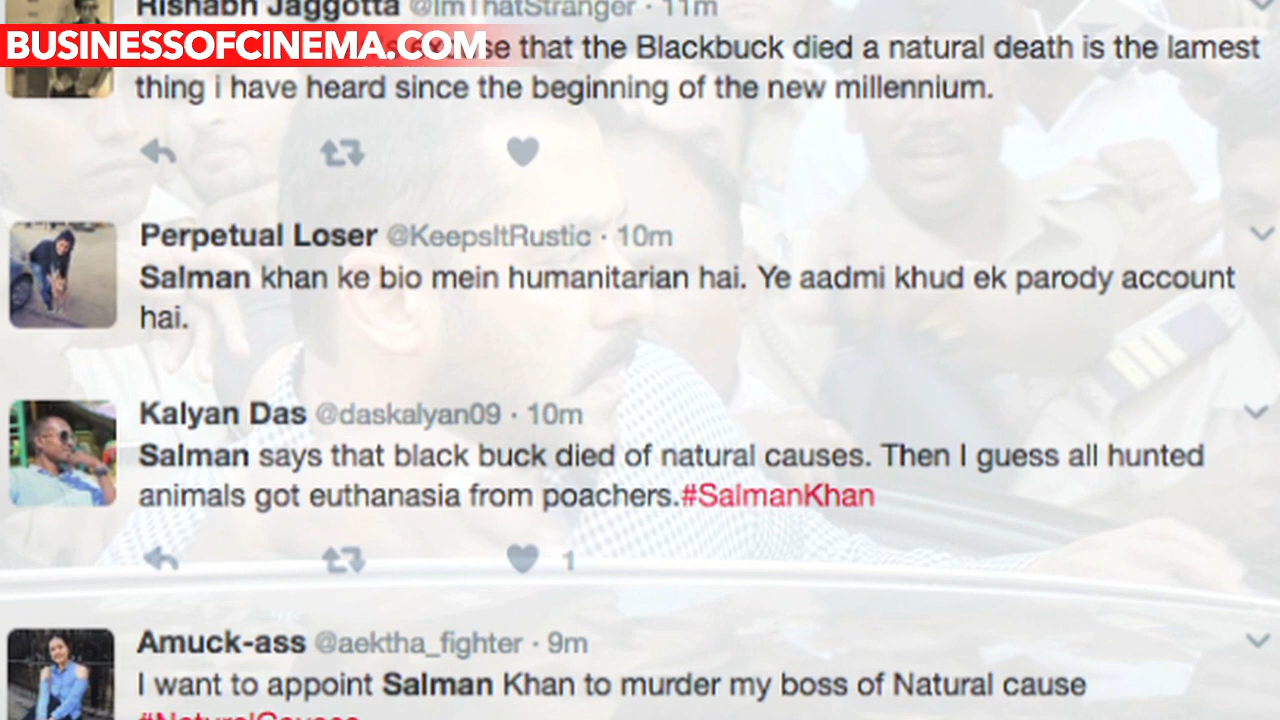 Rishabh Jaggotta @ImThatStranger · 11m
BUSINESSOFCINEMA.COM
that the Blackbuck died a natural death is the lamest
thing i have heard since the beginning of the new millennium.
Perpetual Loser @KeepsItRustic · 10m
Salman khan ke bio mein humanitarian hai. Ye aadmi khud ek parody account
hai.
Kalyan Das @daskalyan09 · 10m
Salman says that black buck died of natural causes. Then I guess all hunted
animals got euthanasia from poachers.#SalmanKhan
1
Amuck-ass @aektha_fighter · 9m
I want to appoint Salman Khan to murder my boss of Natural cause
#NaturalCauses